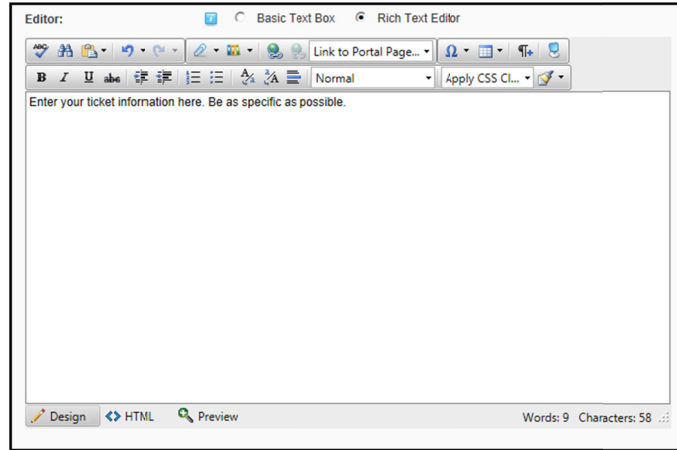 Editor: Basic Text Box Rich Text Editor
Link to Portal Page...
B I U abc Normal Apply CSS Cl...
Enter your ticket information here. Be as specific as possible.
Design HTML Preview Words: 9 Characters: 58